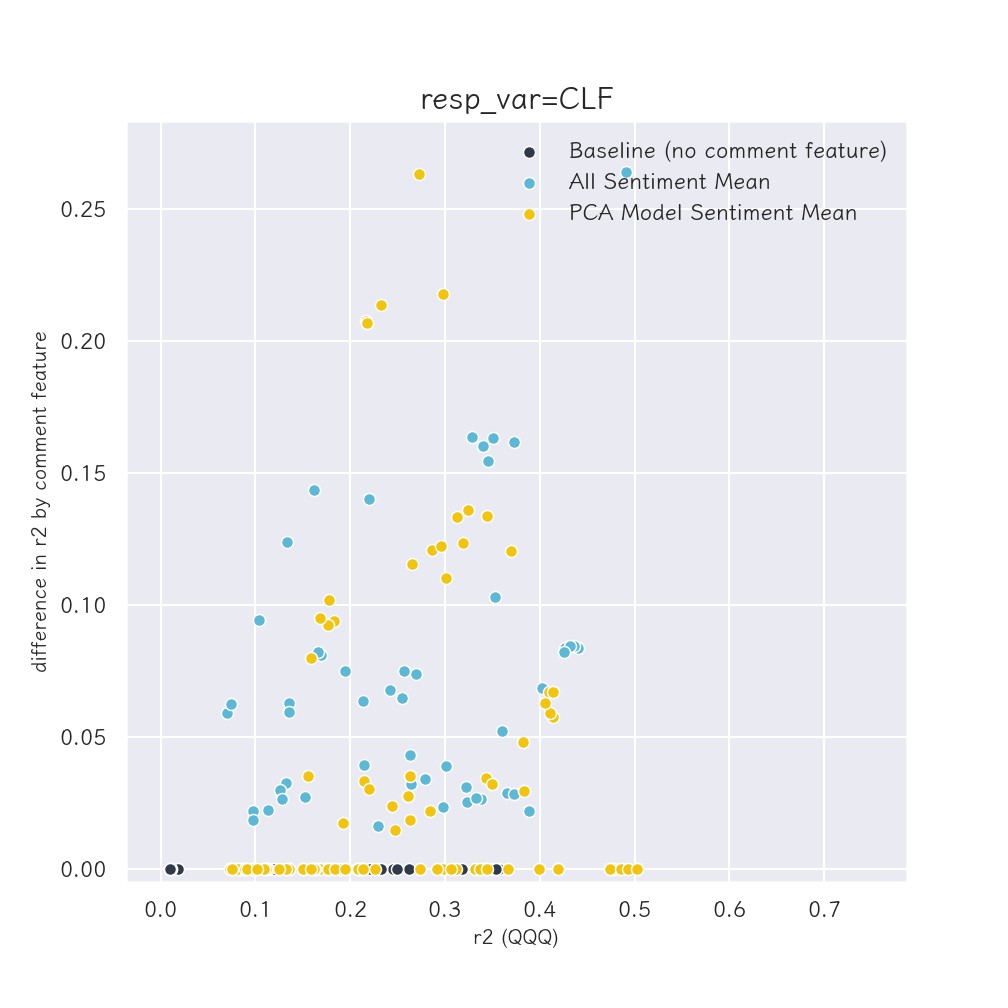 resp_var=CLF
Baseline (no comment feature)
All Sentiment Mean
PCA Model Sentiment Mean
difference in r2 by comment feature
0.25
0.20
0.15
0.10
0.05
0.00
0.0 0.1 0.2 0.3 0.4 0.5 0.6 0.7
r2 (QQQ)